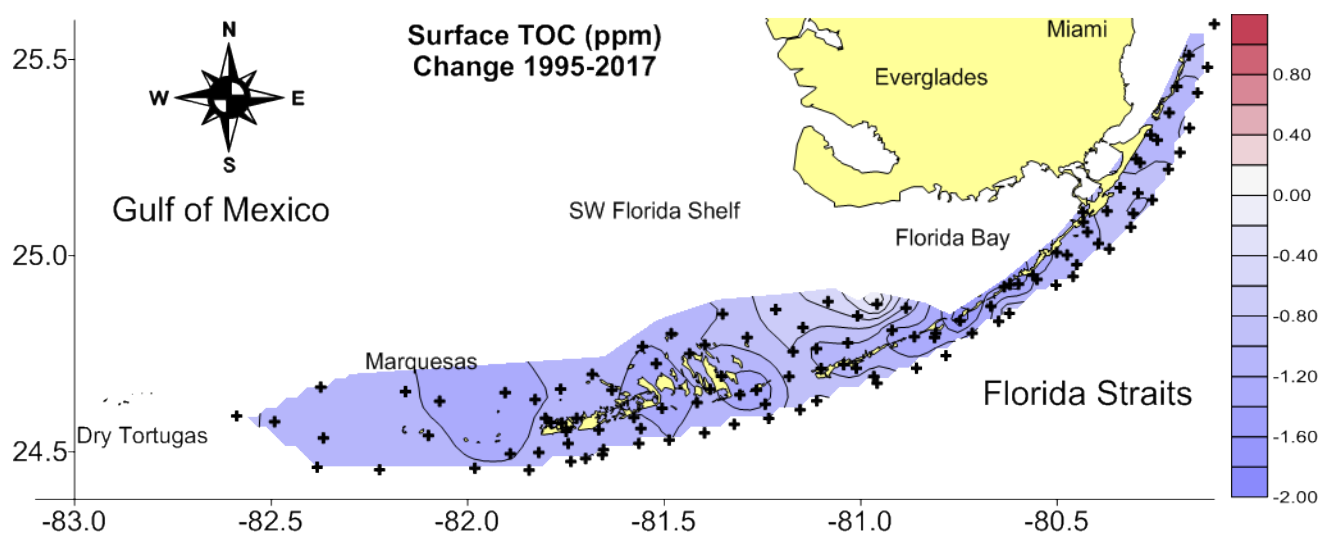 Surface TOC (ppm)
Change 1995-2017
N
W E
S
Miami
Everglades
Gulf of Mexico
SW Florida Shelf
Florida Bay
Marquesas
Florida Straits
Dry Tortugas
25.5
25.0
24.5
-83.0 -82.5 -82.0 -81.5 -81.0 -80.5
0.80
0.40
0.00
-0.40
-0.80
-1.20
-1.60
-2.00